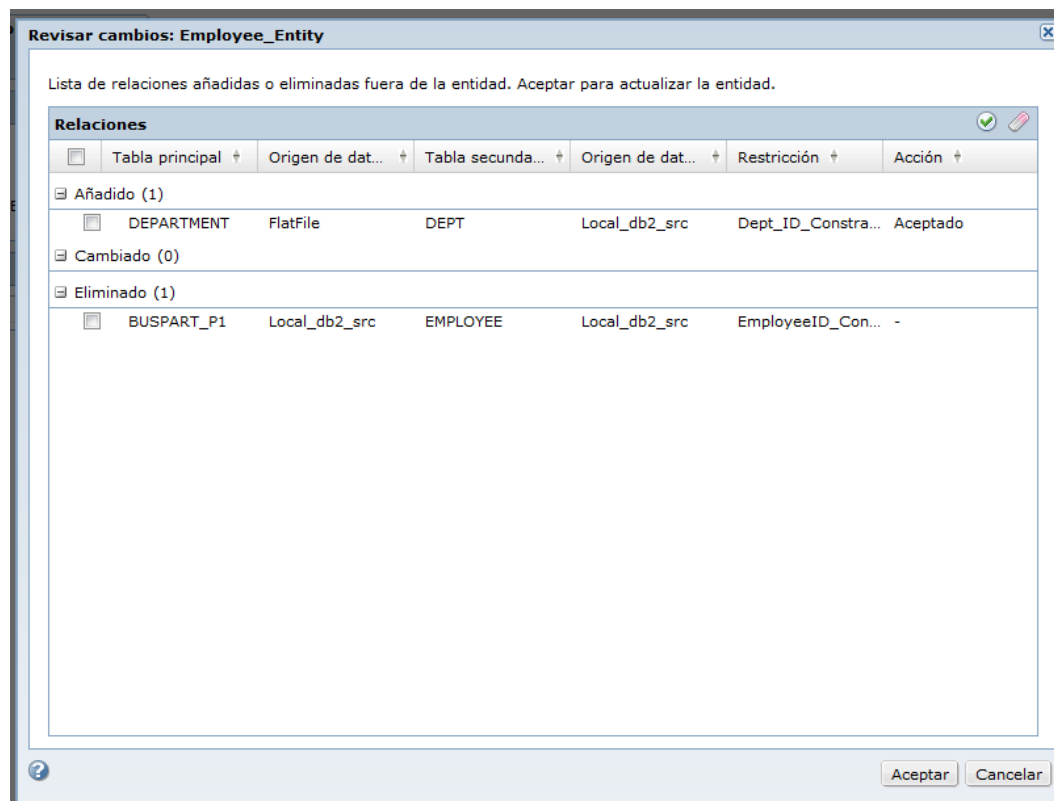 Revisar cambios: Employee_Entity
Lista de relaciones añadidas o eliminadas fuera de la entidad. Aceptar para actualizar la entidad.
Relaciones
Tabla principal Origen de dat... Tabla secunda... Origen de dat... Restricción Acción
Añadido (1)
DEPARTMENT FlatFile DEPT Local_db2_src Dept_ID_Constra... Aceptado
Cambiado (0)
Eliminado (1)
BUSPART_P1 Local_db2_src EMPLOYEE Local_db2_src EmployeeID_Con... -
Aceptar Cancelar